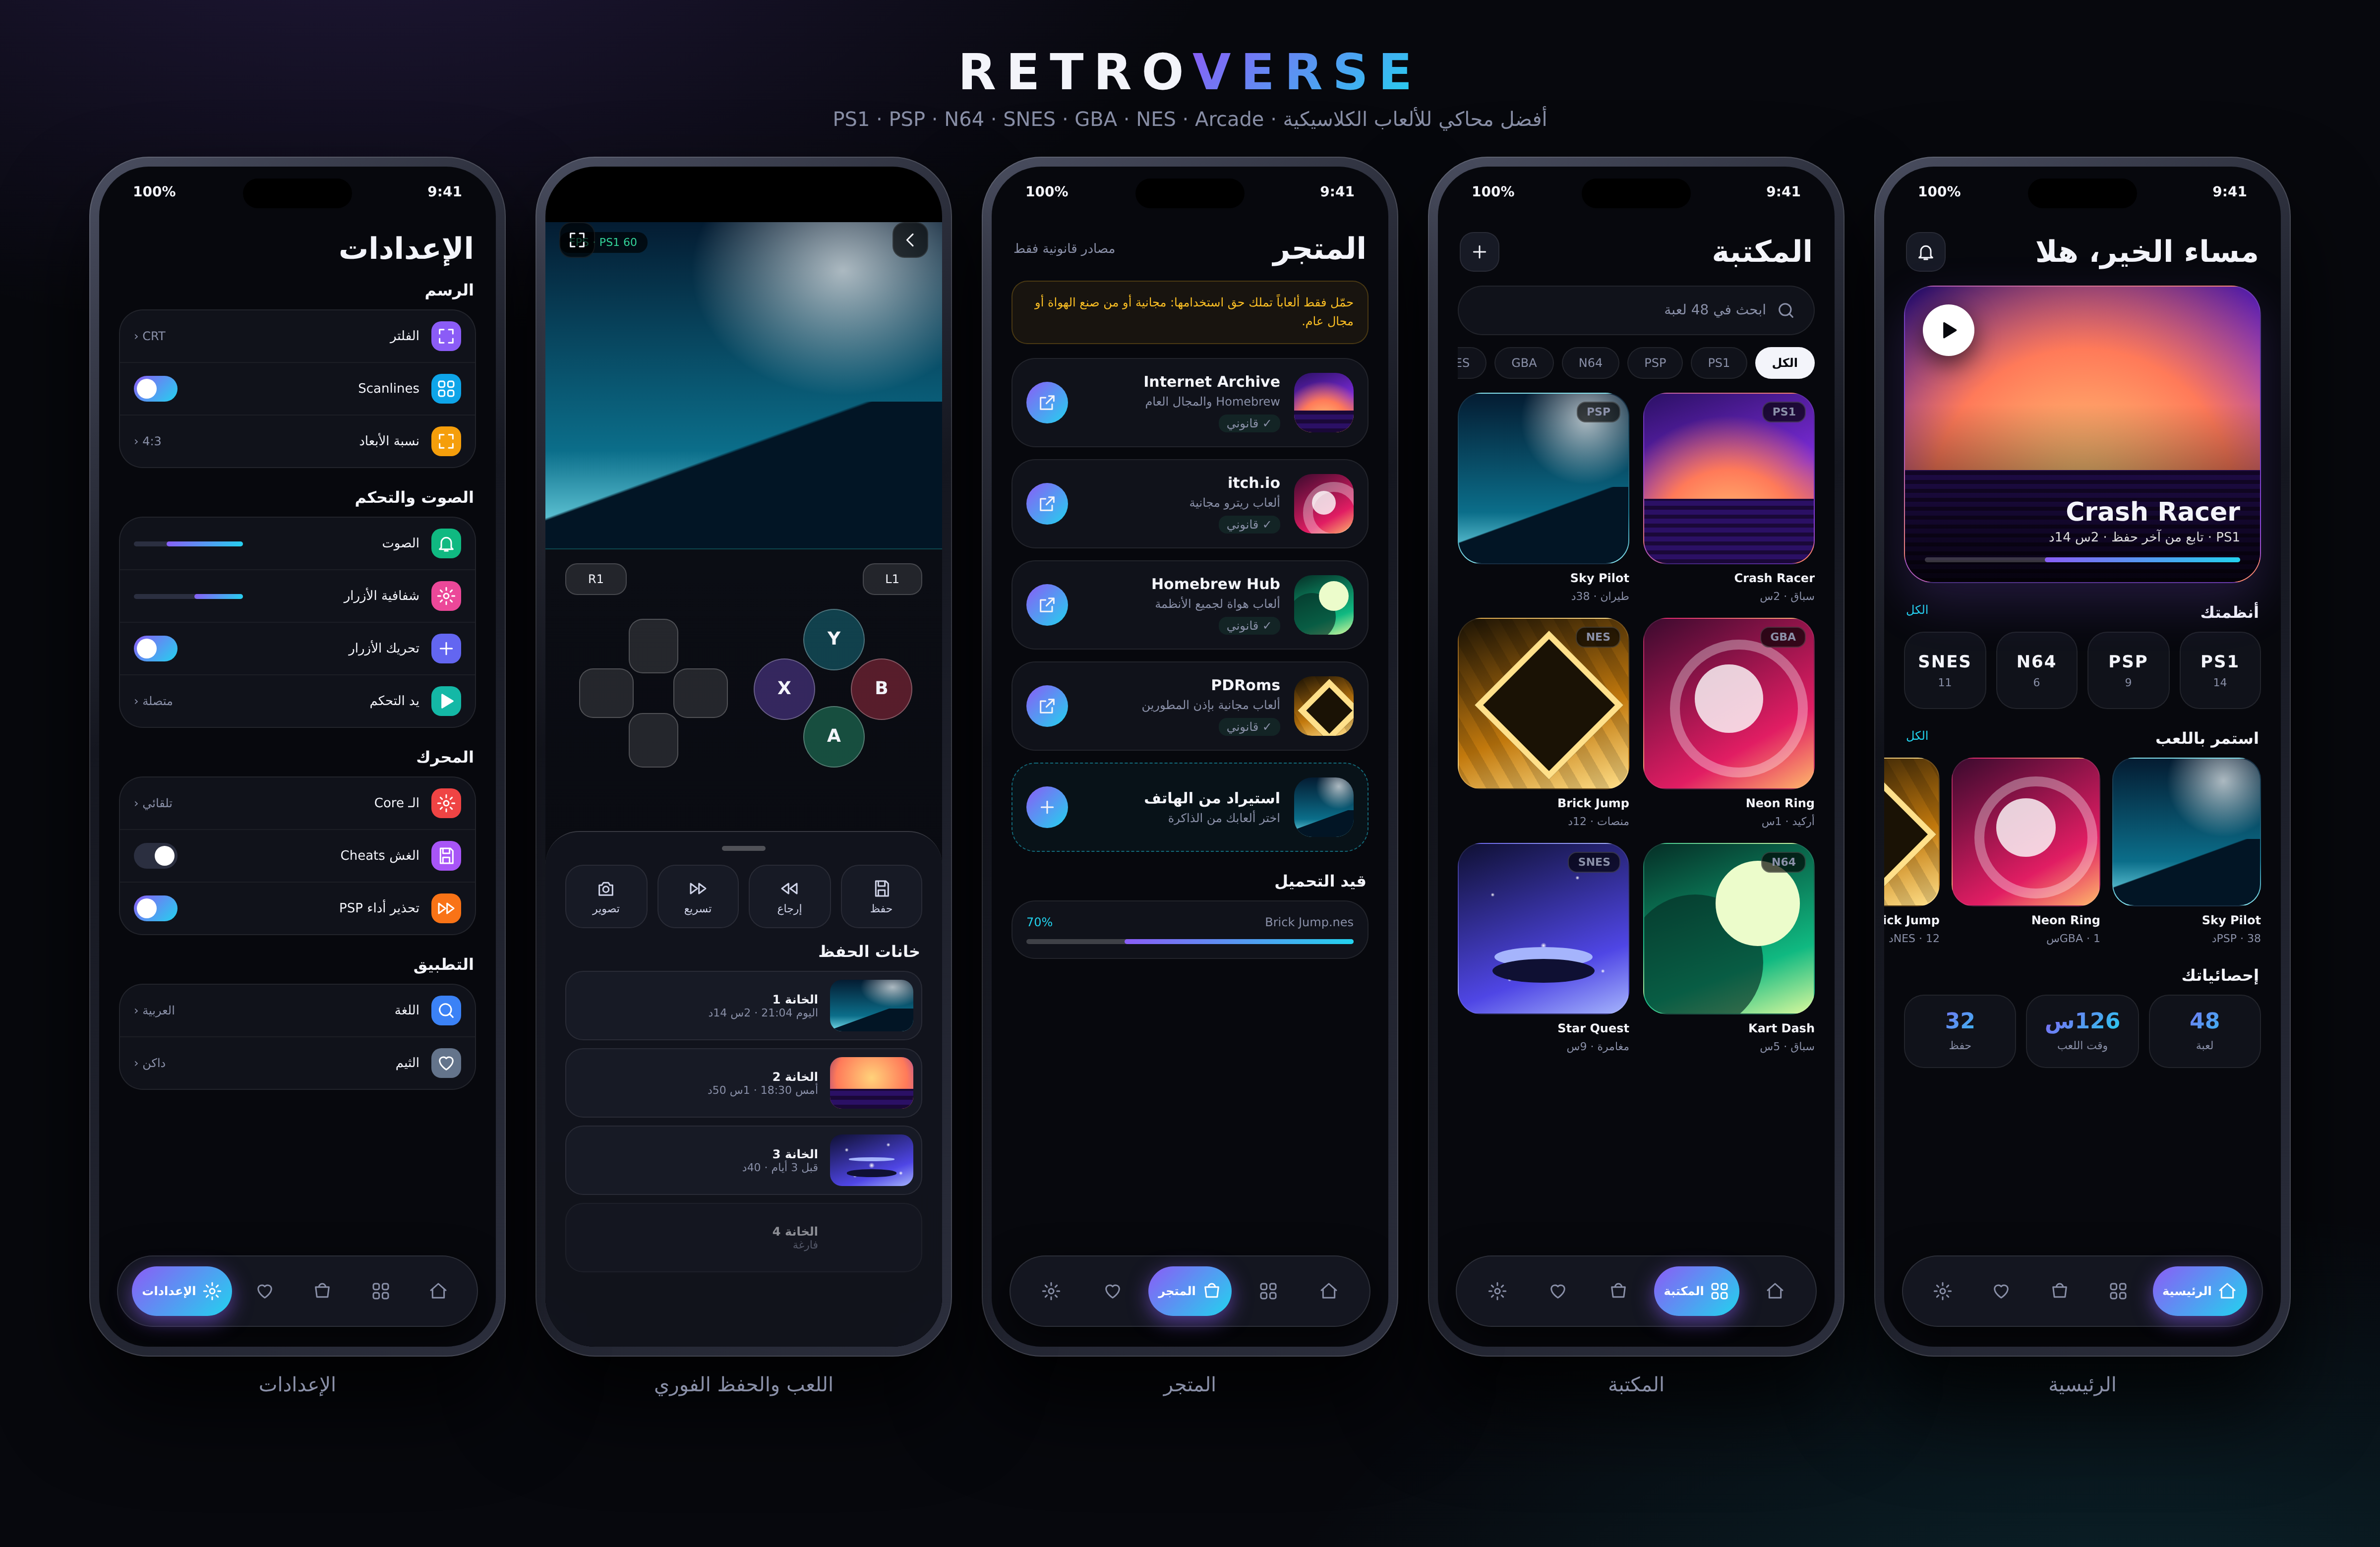 RETROVERSE
أفضل محاكي للألعاب الكلاسيكية · PS1 · PSP · N64 · SNES · GBA · NES · Arcade
9:41
100%
مساء الخير، هلا
Crash Racer
PS1 · تابع من آخر حفظ · 2س 14د
أنظمتك
الكل
PS1
14
PSP
9
N64
6
SNES
11
استمر باللعب
الكل
Sky Pilot
PSP · 38د
Neon Ring
GBA · 1س
ick Jump
NES · 12د
إحصائياتك
48
لعبة
126س
وقت اللعب
32
حفظ
الرئيسية
الرئيسية
9:41
100%
المكتبة
ابحث في 48 لعبة
الكل
PS1
PSP
N64
GBA
ES
PS1
Crash Racer
سباق · 2س
PSP
Sky Pilot
طيران · 38د
GBA
Neon Ring
أركيد · 1س
NES
Brick Jump
منصات · 12د
N64
Kart Dash
سباق · 5س
SNES
Star Quest
مغامرة · 9س
المكتبة
المكتبة
9:41
100%
المتجر
مصادر قانونية فقط
حمّل فقط ألعاباً تملك حق استخدامها: مجانية أو من صنع الهواة أو
مجال عام.
Internet Archive
Homebrew والمجال العام
✓ قانوني
itch.io
ألعاب ريترو مجانية
✓ قانوني
Homebrew Hub
ألعاب هواة لجميع الأنظمة
✓ قانوني
PDRoms
ألعاب مجانية بإذن المطورين
✓ قانوني
استيراد من الهاتف
اختر ألعابك من الذاكرة
قيد التحميل
Brick Jump.nes
70%
المتجر
المتجر
PS1 60
L1
R1
Y
X
B
A
حفظ
إرجاع
تسريع
تصوير
خانات الحفظ
الخانة 1
اليوم 21:04 · 2س 14د
الخانة 2
أمس 18:30 · 1س 50د
الخانة 3
قبل 3 أيام · 40د
الخانة 4
فارغة
اللعب والحفظ الفوري
9:41
100%
الإعدادات
الرسم
الفلتر
CRT ›
Scanlines
نسبة الأبعاد
4:3 ›
الصوت والتحكم
الصوت
شفافية الأزرار
تحريك الأزرار
يد التحكم
متصلة ›
المحرك
الـ Core
تلقائي ›
الغش Cheats
تحذير أداء PSP
التطبيق
اللغة
العربية ›
الثيم
داكن ›
الإعدادات
الإعدادات